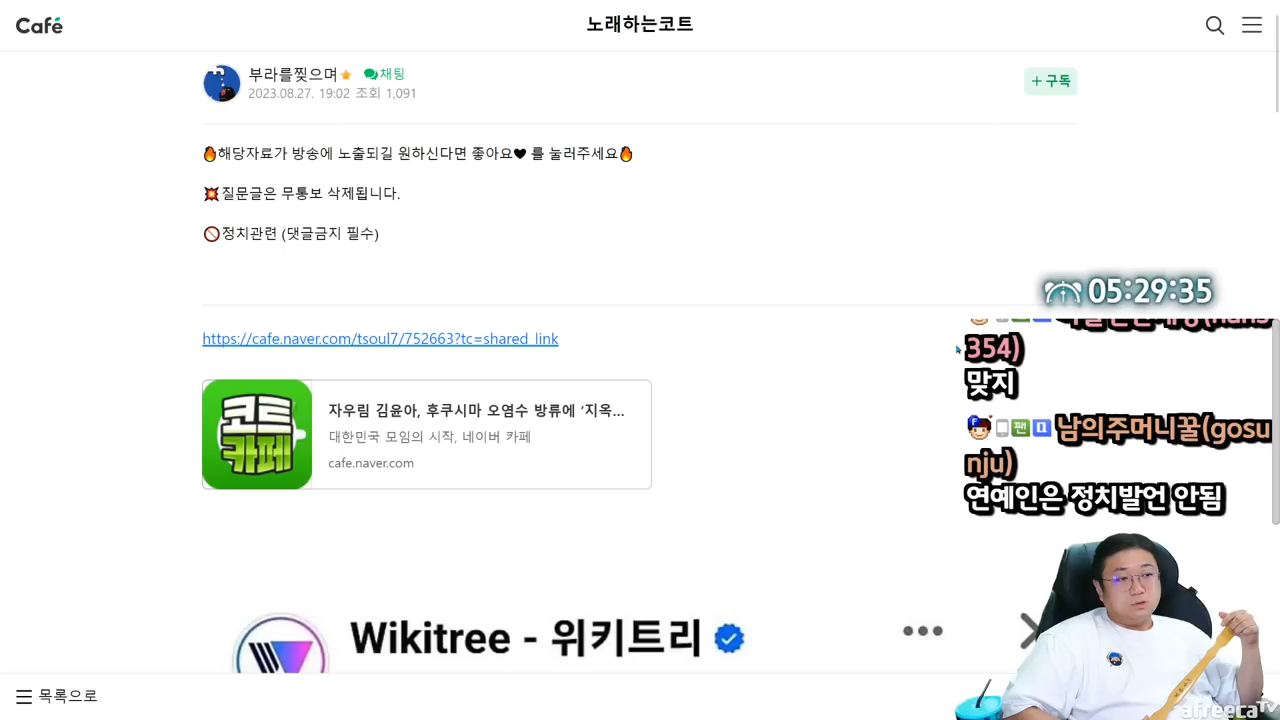 Café
노래하는코트
부라를찢으며
채팅
2023.08.27. 19:02 조회 1,091
+ 구독
해당자료가 방송에 노출되길 원하신다면 좋아요🖤 를 눌러주세요
질문글은 무통보 삭제됩니다.
정치관련 (댓글금지 필수)
05:29:35
https://cafe.naver.com/tsoul7/752663?tc=shared_link
354)
맞지
코트
카페
자우림 김윤아, 후쿠시마 오염수 방류에 ‘지옥...
대한민국 모임의 시작, 네이버 카페
cafe.naver.com
팬
남의주머니꿀(gosu
nju)
연예인은 정치발언 안됨
Wikitree - 위키트리
목록으로
afreecaTV